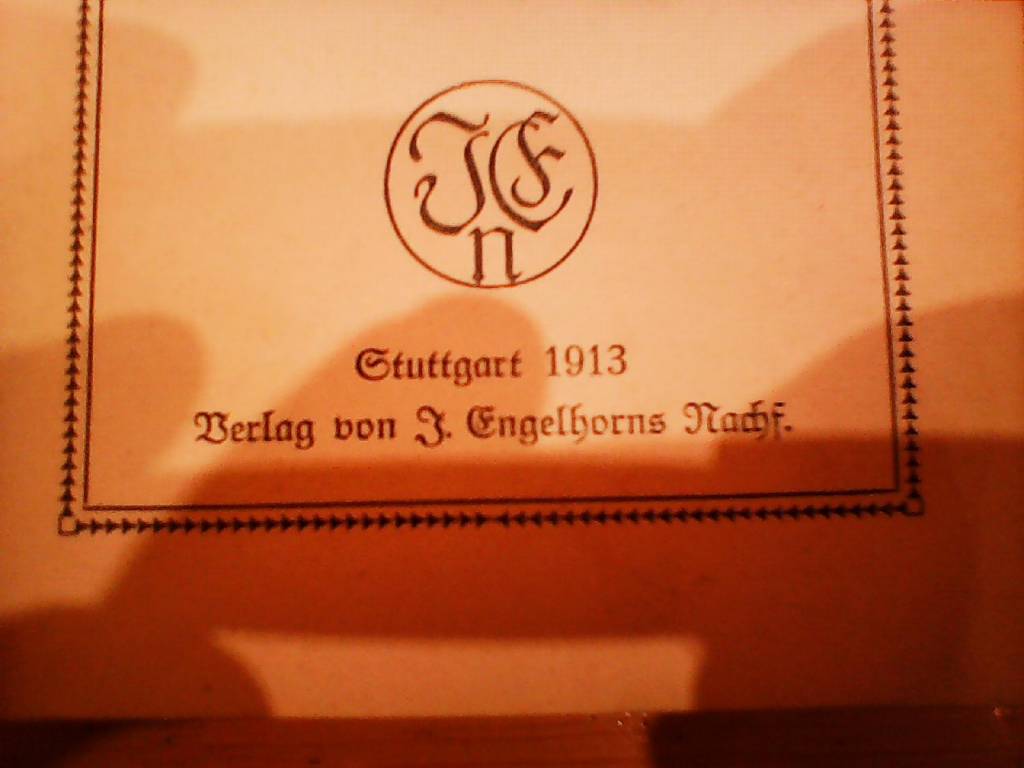 J E
n
Stuttgart 1913
Verlag von J. Engelhorns Nachf.